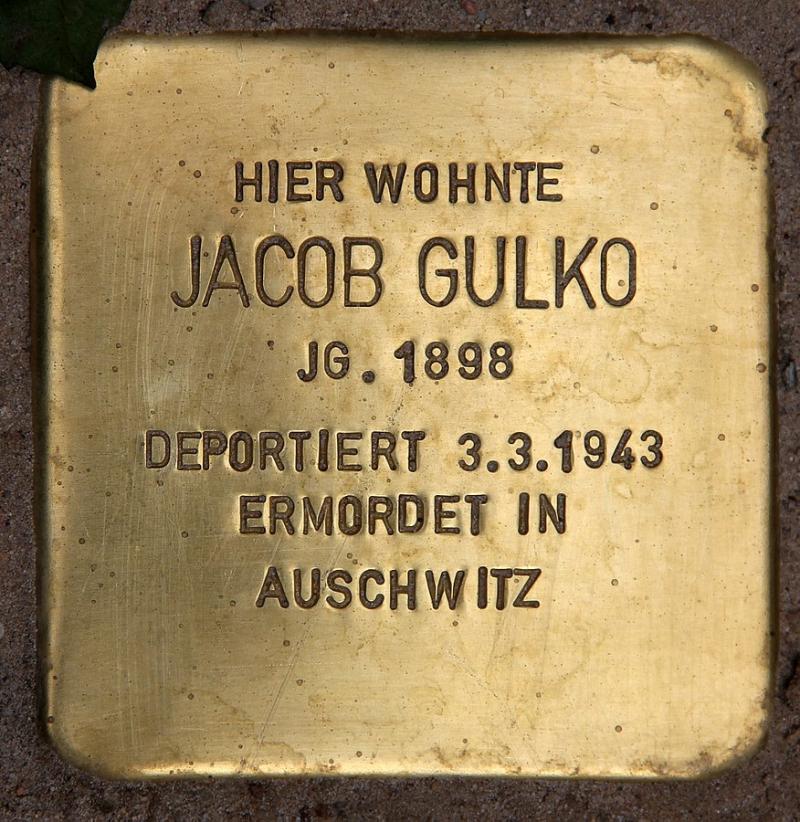 HIER WOHNTE
JACOB GULKO
JG. 1898
DEPORTIERT 3.3.1943
ERMORDET IN
AUSCHWITZ